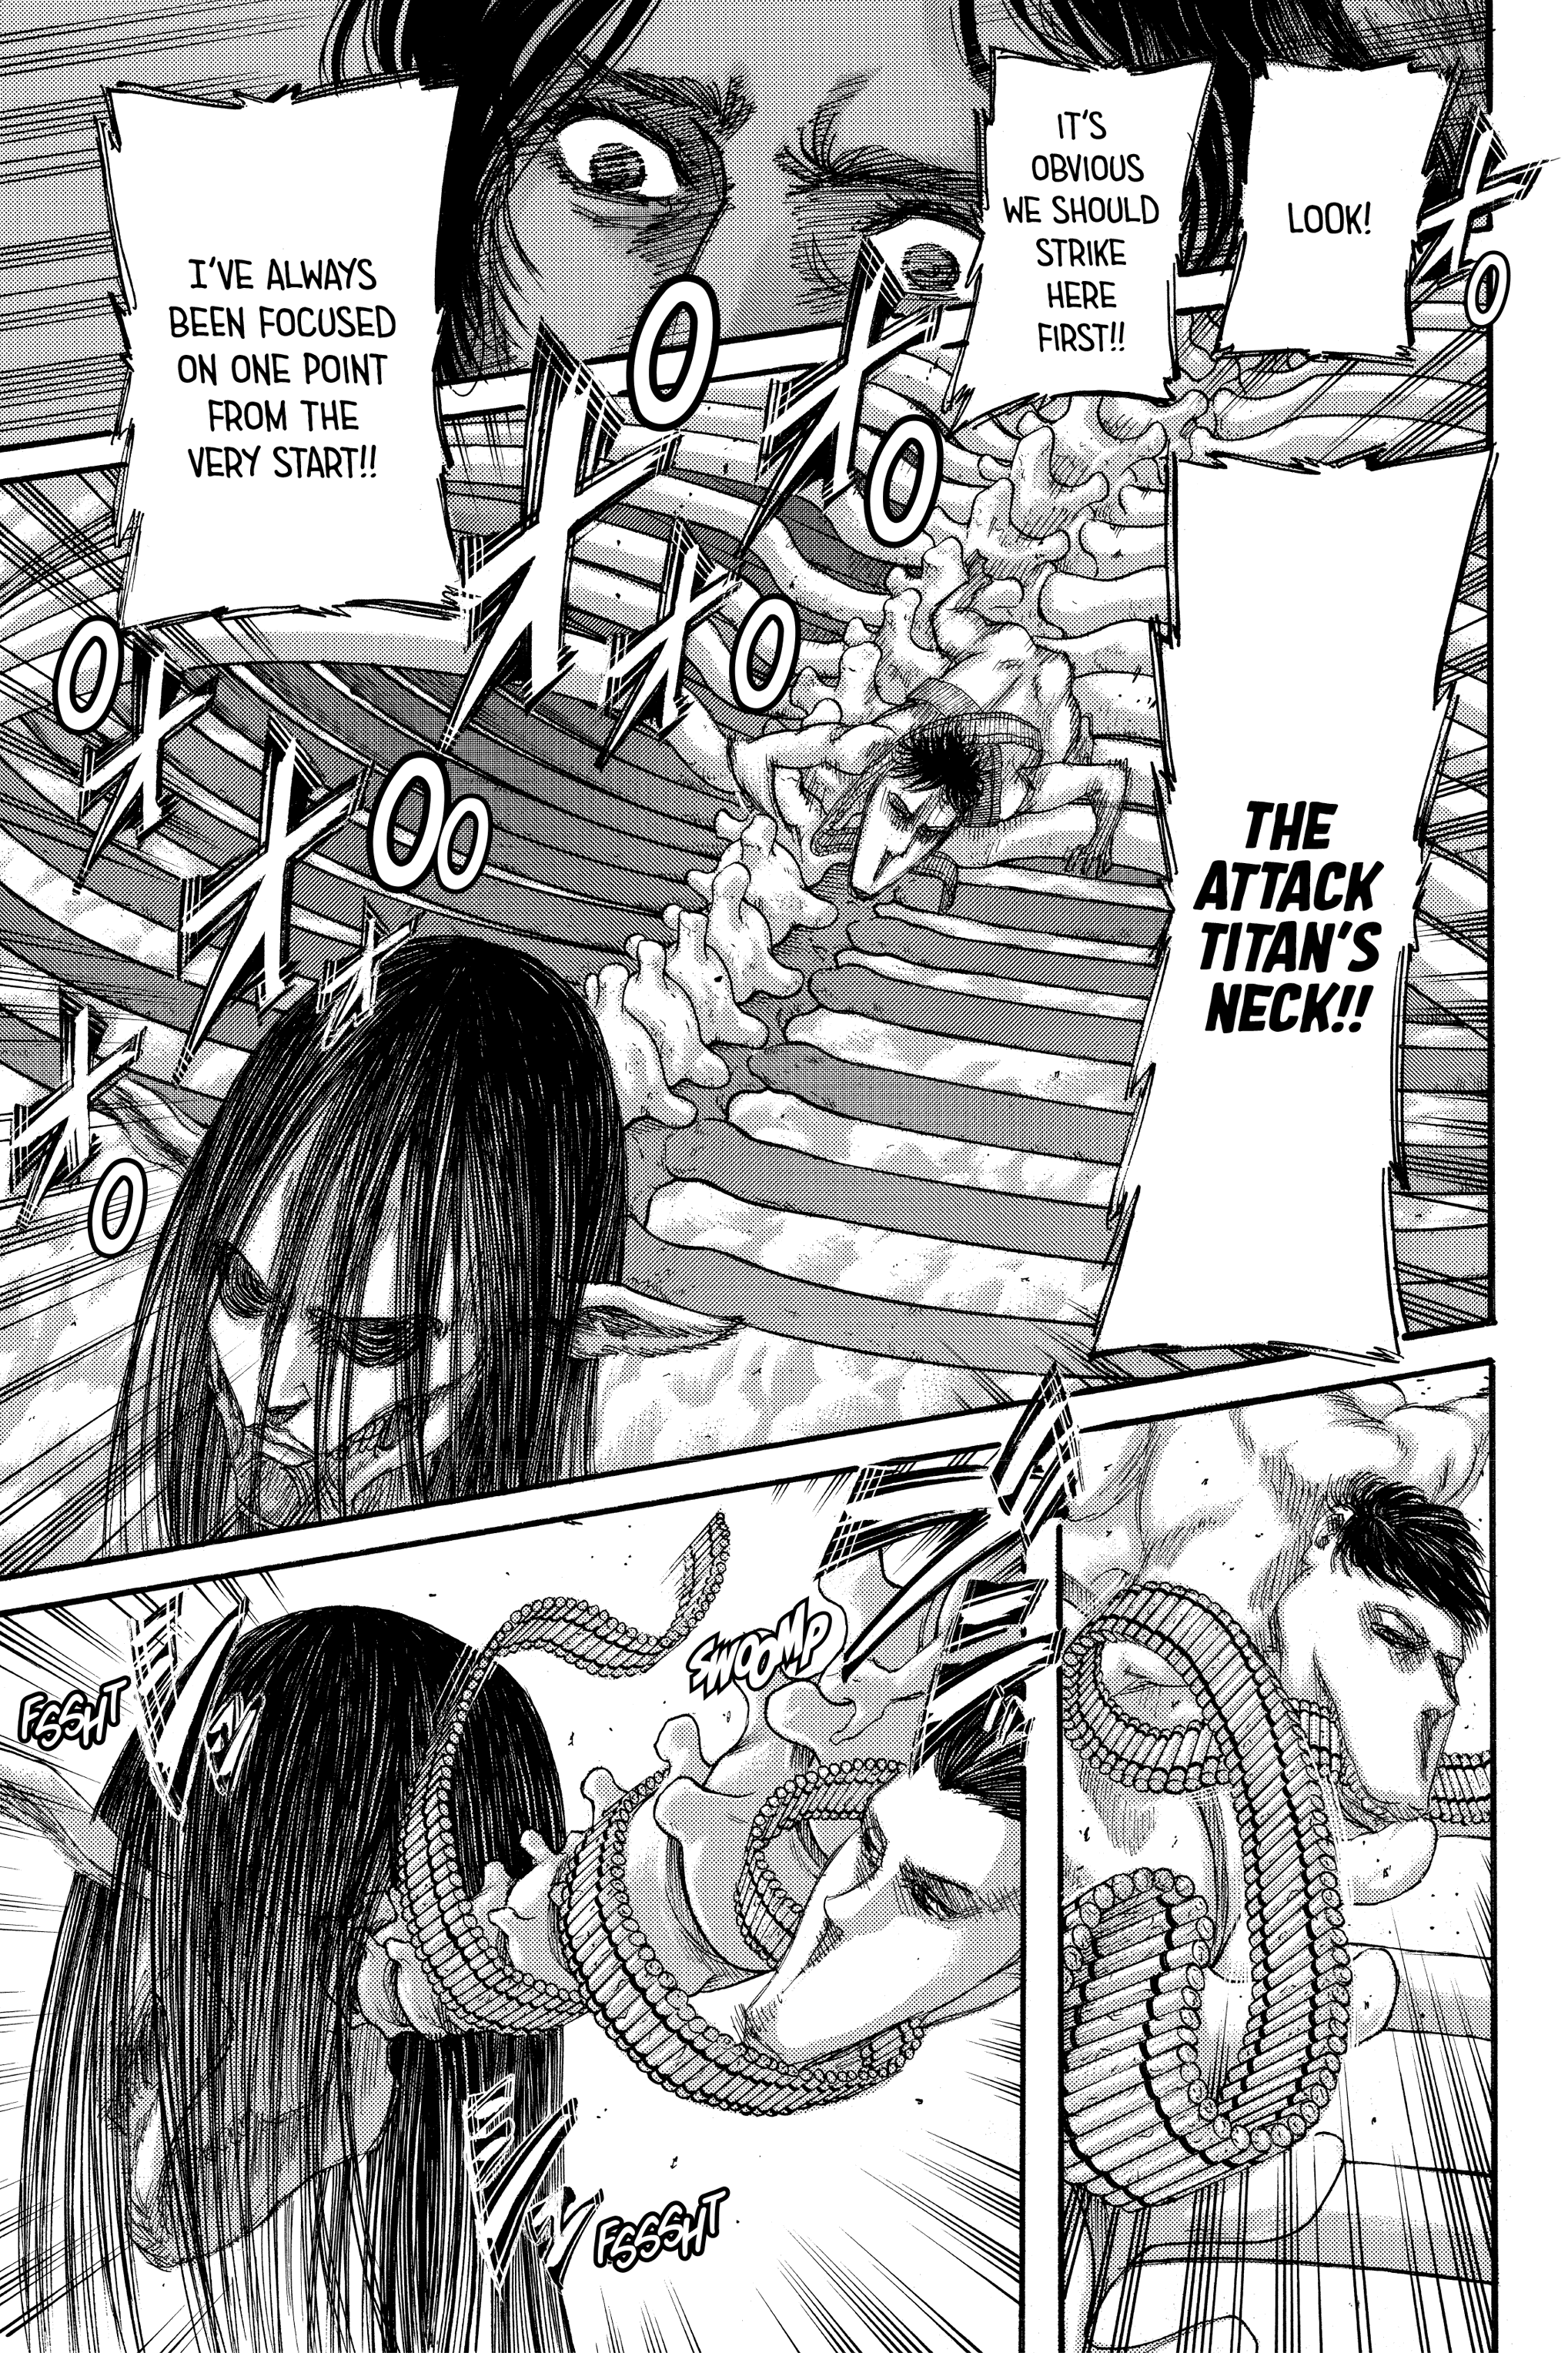 LOOK!
IT'S
OBVIOUS
WE SHOULD
STRIKE
HERE
FIRST!!
I'VE ALWAYS
BEEN FOCUSED
ON ONE POINT
FROM THE
VERY START!!
THE
ATTACK
TITAN'S
NECK!!
SWOOMP
FSSHT
FSSSHT